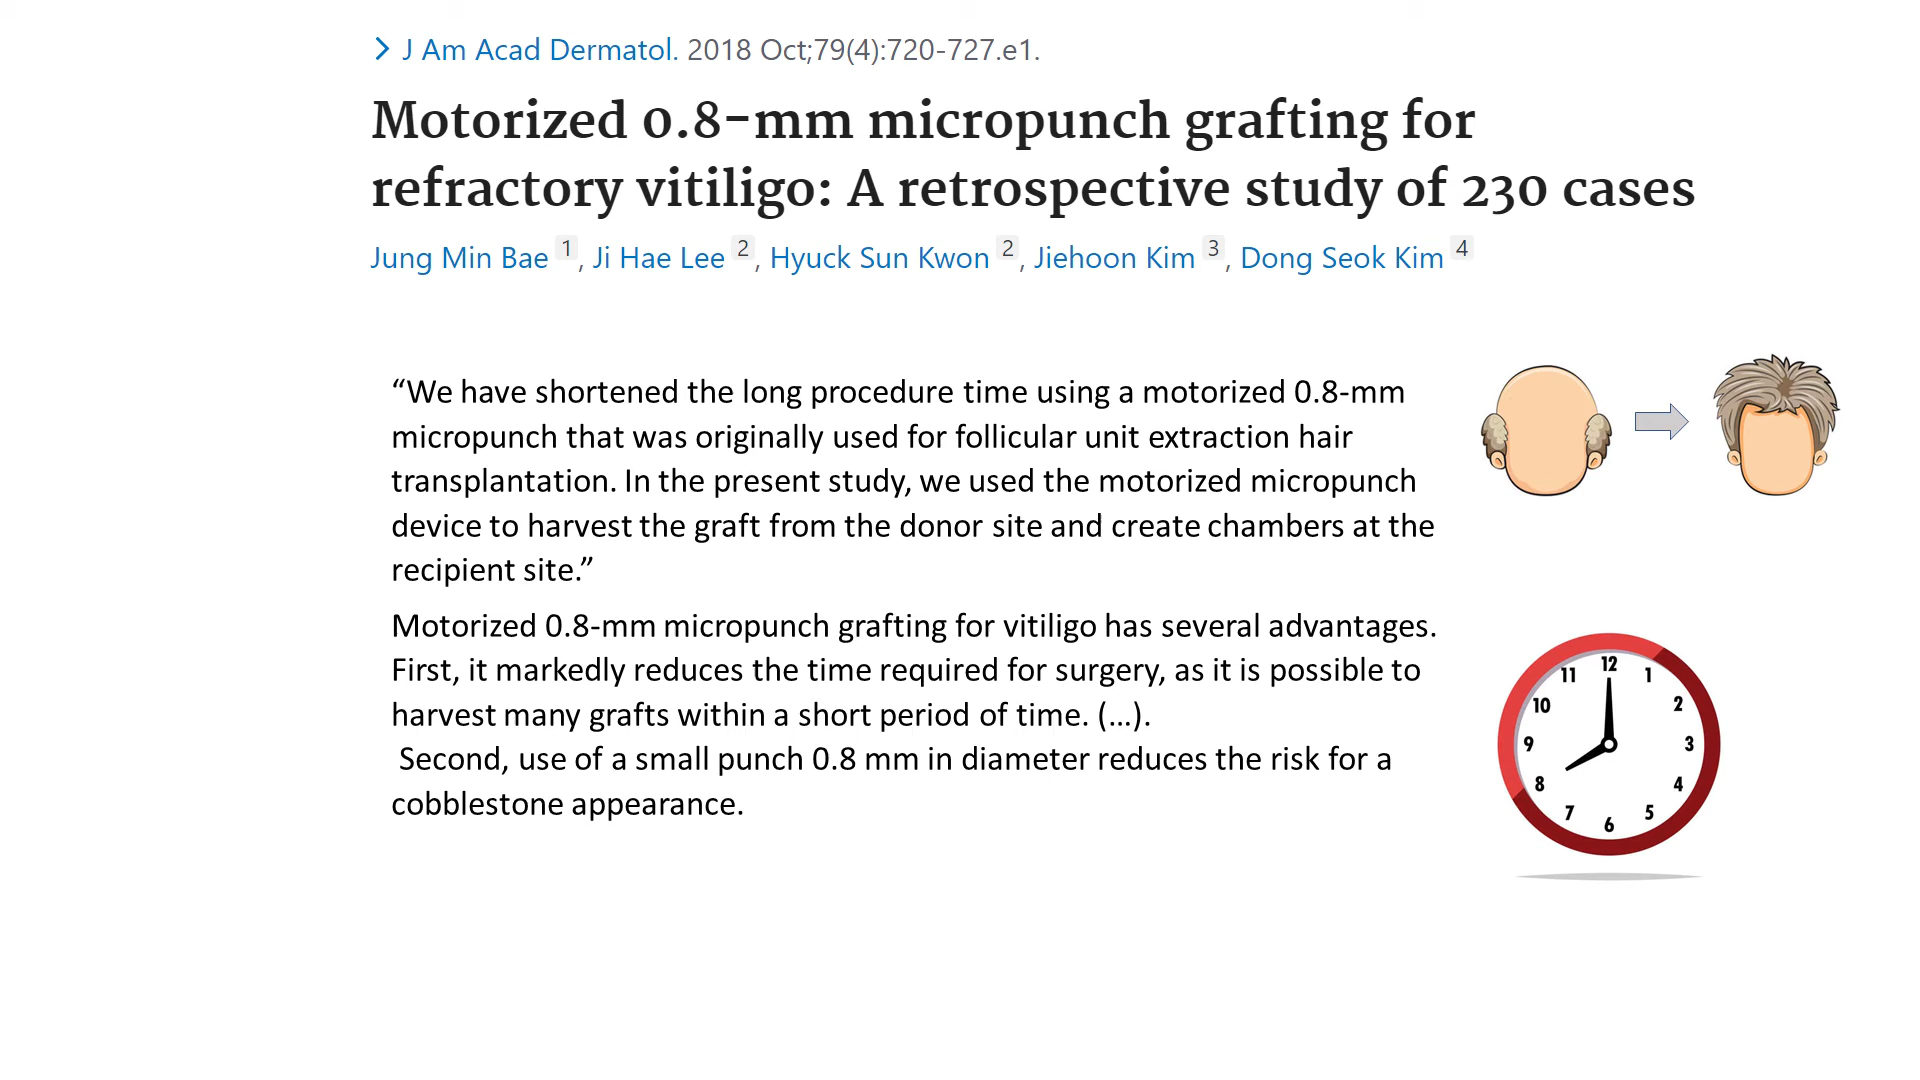 J Am Acad Dermatol. 2018 Oct;79(4):720-727.e1.
Motorized 0.8-mm micropunch grafting for
refractory vitiligo: A retrospective study of 230 cases
Jung Min Bae 1, Ji Hae Lee 2, Hyuck Sun Kwon 2, Jiehoon Kim 3, Dong Seok Kim 4
“We have shortened the long procedure time using a motorized 0.8-mm
micropunch that was originally used for follicular unit extraction hair
transplantation. In the present study, we used the motorized micropunch
device to harvest the graft from the donor site and create chambers at the
recipient site.”
Motorized 0.8-mm micropunch grafting for vitiligo has several advantages.
First, it markedly reduces the time required for surgery, as it is possible to
harvest many grafts within a short period of time. (…).
Second, use of a small punch 0.8 mm in diameter reduces the risk for a
cobblestone appearance.
12
1
2
3
4
5
6
7
8
9
10
11